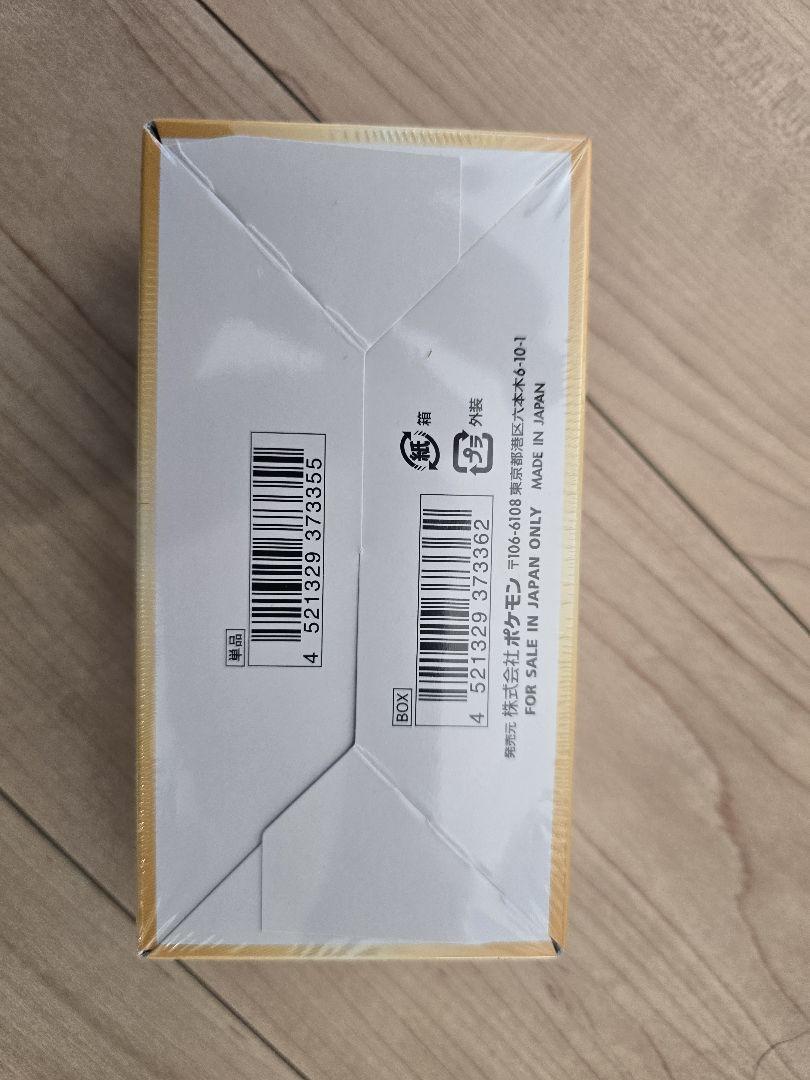 単品
4 521329 373355
BOX
4 521329 373362
紙 箱
プラ 外装
発売元 株式会社 ポケモン 〒106-6108 東京都港区六本木6-10-1
FOR SALE IN JAPAN ONLY MADE IN JAPAN